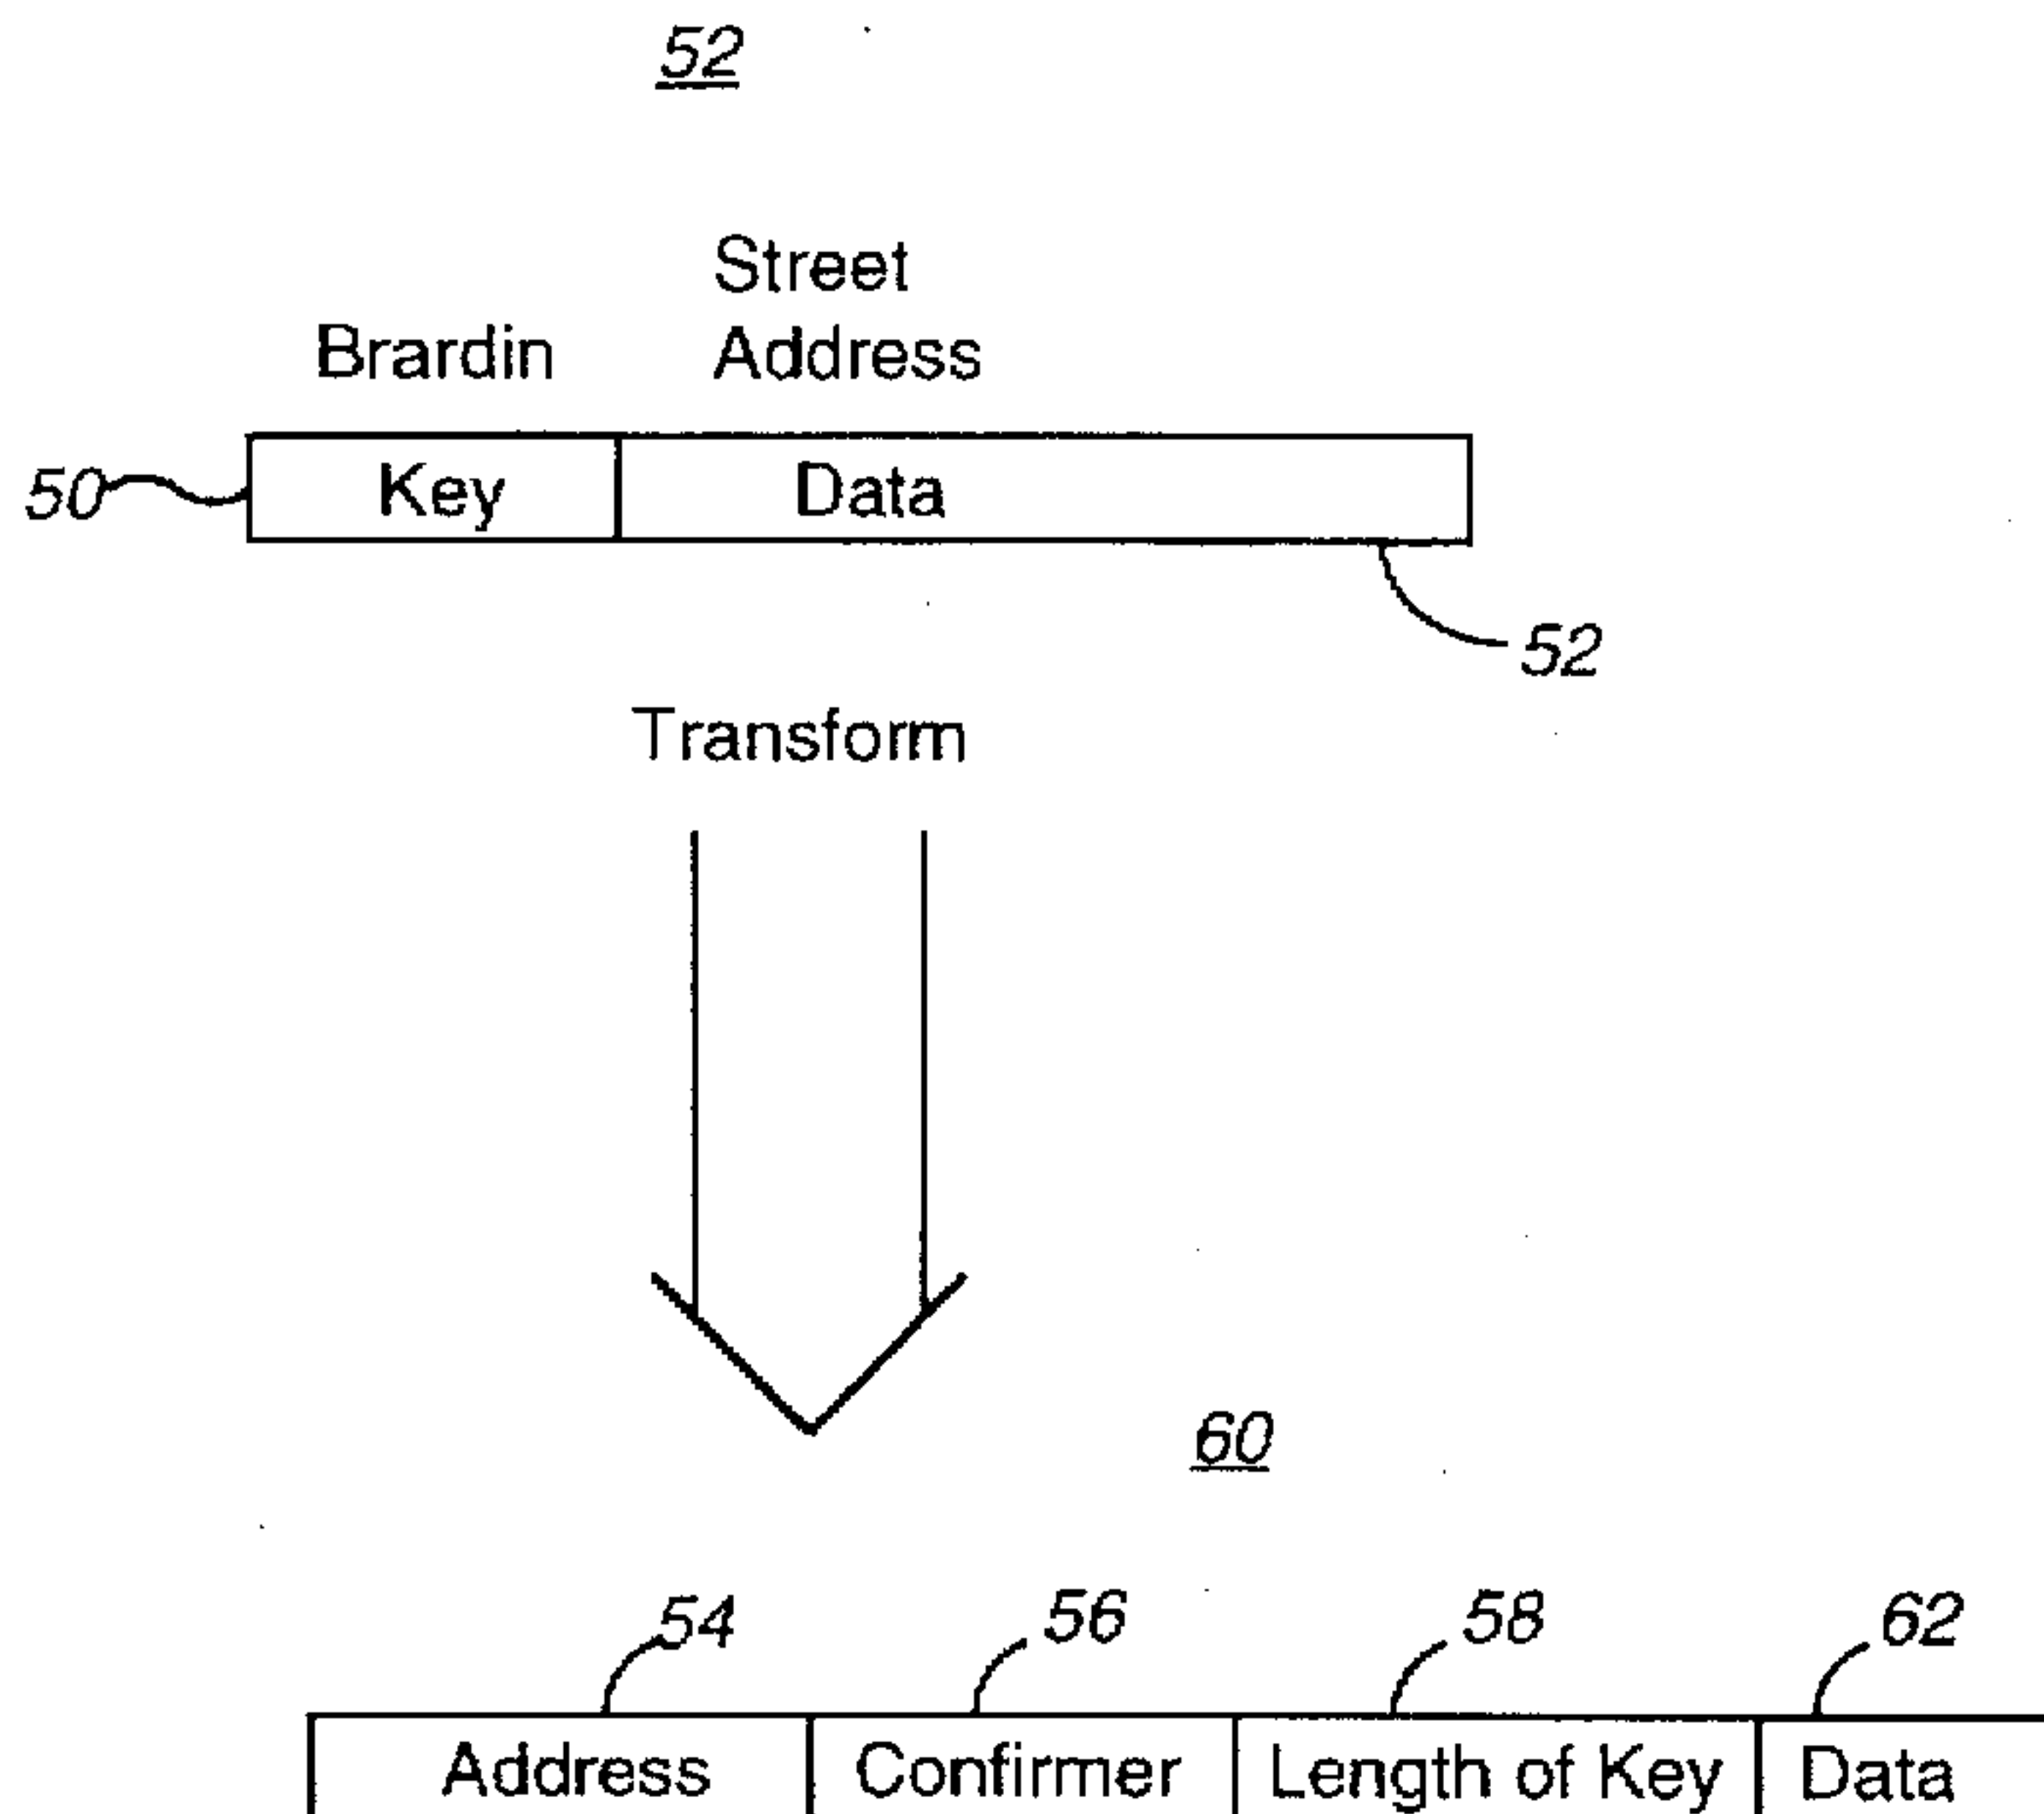 52
Street
Brardin Address
50 Key Data
52
Transform
60
54 56 58 62
Address Confirmer Length of Key Data